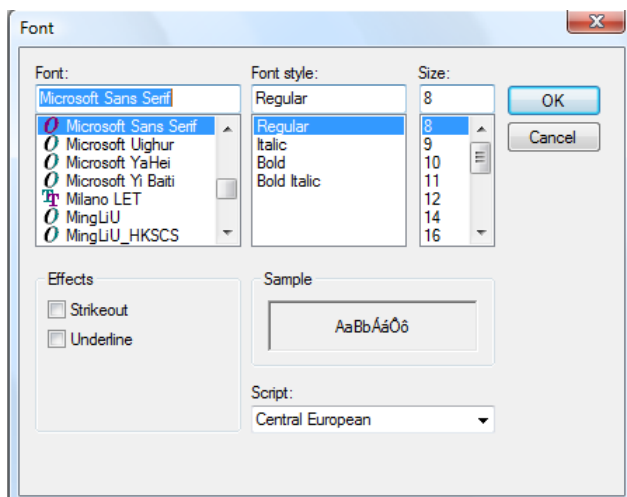 Font
Font:
Font style:
Size:
Microsoft Sans Serif
Regular
8
OK
Cancel
Microsoft Sans Serif
Microsoft Uighur
Microsoft YaHei
Microsoft Yi Baiti
Milano LET
MingLiU
MingLiU_HKSCS
Regular
Italic
Bold
Bold Italic
8
9
10
11
12
14
16
Effects
Strikeout
Underline
Sample
AaBbÁáÔô
Script:
Central European